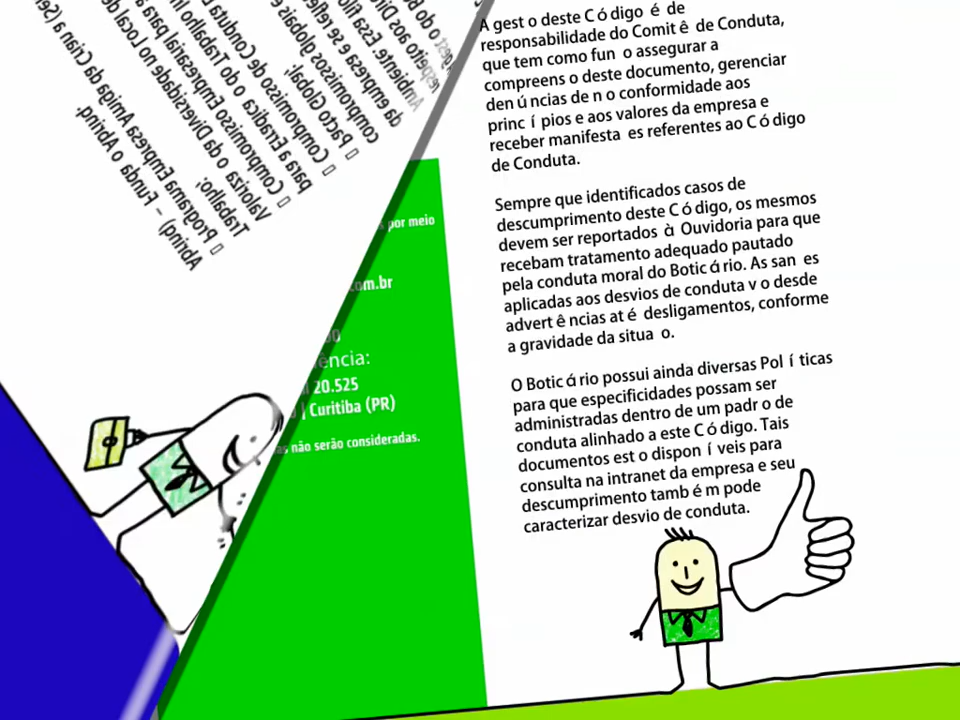 A gest o deste C ó digo é de
responsabilidade do Comit ê de Conduta,
que tem como fun o assegurar a
compreens o deste documento, gerenciar
den ú ncias de n o conformidade aos
princ í pios e aos valores da empresa e
receber manifesta es referentes ao C ó digo
de Conduta.
Sempre que identificados casos de
descumprimento deste C ó digo, os mesmos
devem ser reportados à Ouvidoria para que
recebam tratamento adequado pautado
pela conduta moral do Botic á rio. As san es
aplicadas aos desvios de conduta v o desde
advert ê ncias at é desligamentos, conforme
a gravidade da situa o.
O Botic á rio possui ainda diversas Pol í ticas
para que especificidades possam ser
administradas dentro de um padr o de
conduta alinhado a este C ó digo. Tais
documentos est o dispon í veis para
consulta na intranet da empresa e seu
descumprimento tamb é m pode
caracterizar desvio de conduta.
por meio
om.br
ência:
20.525
| Curitiba (PR)
não serão consideradas.
da empresa e se reflete
compromissos globais
Pacto Global;
Compromisso de Conduta
para a Erradica o do Trabalho
Compromisso Empresarial para a
Valoriza o da Diversidade no Local de
Trabalho;
Programa Empresa Amiga da Crian a (Sel
– Funda o Abrinq
Abrinq)